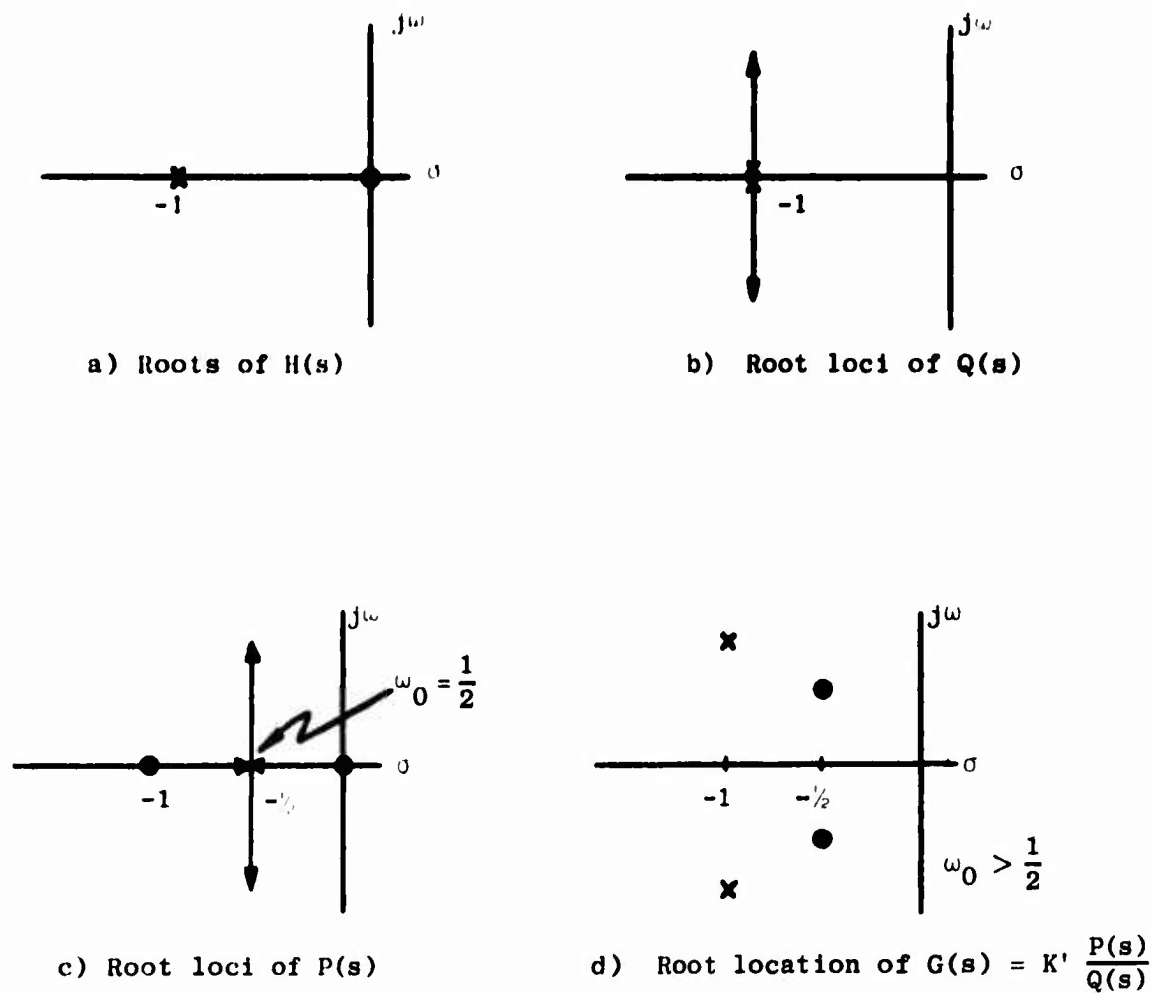 jω
σ
-1
a) Roots of H(s)
jω
σ
-1
b) Root loci of Q(s)
jω
ω0 = 1/2
σ
-1
-½
c) Root loci of P(s)
jω
σ
-1
-½
ω0 > 1/2
d) Root location of G(s) = K' P(s)/Q(s)